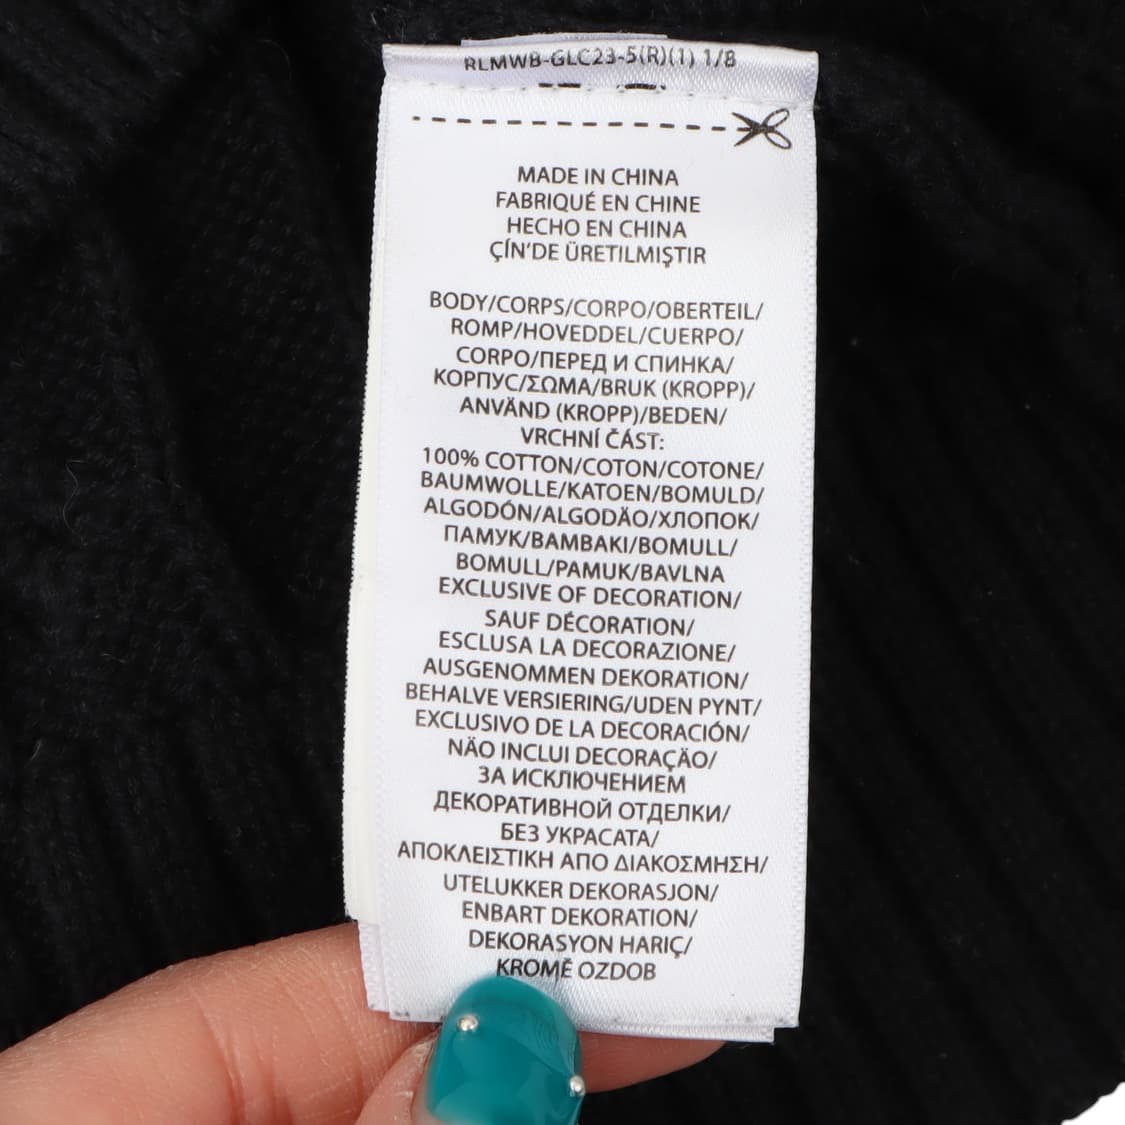 RLMWB-GLC23-5(R)(1) 1/8
MADE IN CHINA
FABRIQUÉ EN CHINE
HECHO EN CHINA
ÇİN'DE ÜRETILMIŞTIR
BODY/CORPS/CORPO/OBERTEIL/
ROMP/HOVEDDEL/CUERPO/
CORPO/ПЕРЕД И СПИНКА/
КОРПУС/ΣΩΜΑ/BRUK (KROPP)/
ANVÄND (KROPP)/BEDEN/
VRCHNÍ ČÁST:
100% COTTON/COTON/COTONE/
BAUMWOLLE/KATOEN/BOMULD/
ALGODÓN/ALGODÃO/ХЛОПОК/
ПАМУК/BAMBAKI/BOMULL/
BOMULL/PAMUK/BAVLNA
EXCLUSIVE OF DECORATION/
SAUF DÉCORATION/
ESCLUSA LA DECORAZIONE/
AUSGENOMMEN DEKORATION/
BEHALVE VERSIERING/UDEN PYNT/
EXCLUSIVO DE LA DECORACIÓN/
NÃO INCLUI DECORAÇÃO/
ЗА ИСКЛЮЧЕНИЕМ
ДЕКОРАТИВНОЙ ОТДЕЛКИ/
БЕЗ УКРАСАТА/
ΑΠΟΚΛΕΙΣΤΙΚΗ ΑΠΟ ΔΙΑΚΟΣΜΗΣΗ/
UTELUKKER DEKORASJON/
ENBART DEKORATION/
DEKORASYON HARIÇ/
KROMĚ OZDOB